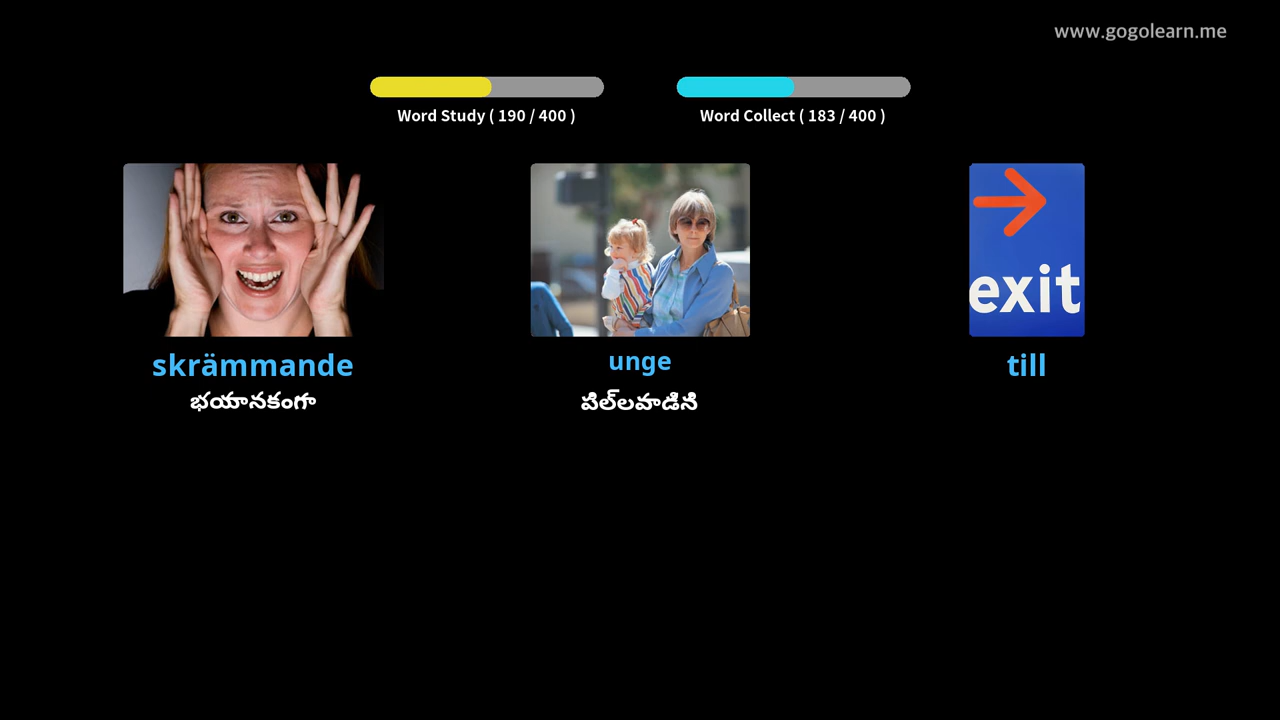 www.gogolearn.me
Word Study ( 190 / 400 )
Word Collect ( 183 / 400 )
exit
skrämmande
unge
till
భయానకంగా
పిల్‌లవాడిని